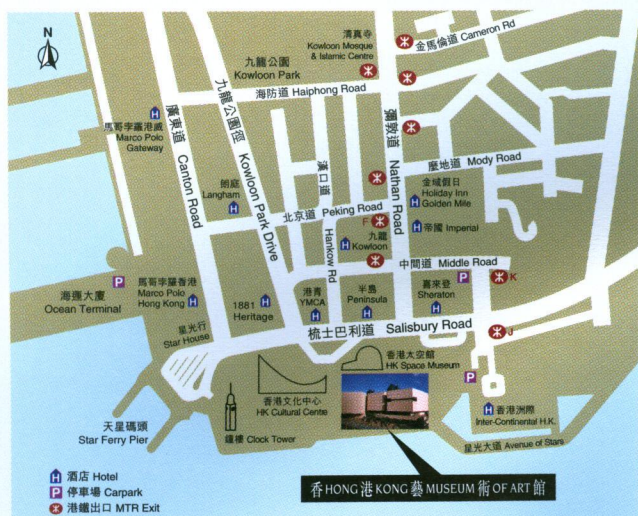 N
清真寺
Kowloon Mosque
& Islamic Centre
金馬倫道 Cameron Rd
九龍公園
Kowloon Park
海防道 Haiphong Road
馬哥孛羅港威
Marco Polo
Gateway
廣東道 Canton Road
九龍公園徑 Kowloon Park Drive
漢口道
Hankow Rd
彌敦道 Nathan Road
麼地道 Mody Road
朗庭
Langham
金域假日
Holiday Inn
Golden Mile
北京道 Peking Road
F
帝國 Imperial
九龍
Kowloon
中間道 Middle Road
K
海運大廈
Ocean Terminal
馬哥孛羅香港
Marco Polo
Hong Kong
1881
Heritage
港青
YMCA
半島
Peninsula
喜來登
Sheraton
星光行
Star House
梳士巴利道 Salisbury Road
J
香港太空館
HK Space Museum
香港文化中心
HK Cultural Centre
香港洲際
Inter-Continental H.K.
天星碼頭
Star Ferry Pier
鐘樓 Clock Tower
星光大道 Avenue of Stars
香HONG港KONG藝MUSEUM術OF ART館
H 酒店 Hotel
P 停車場 Carpark
港鐵出口 MTR Exit